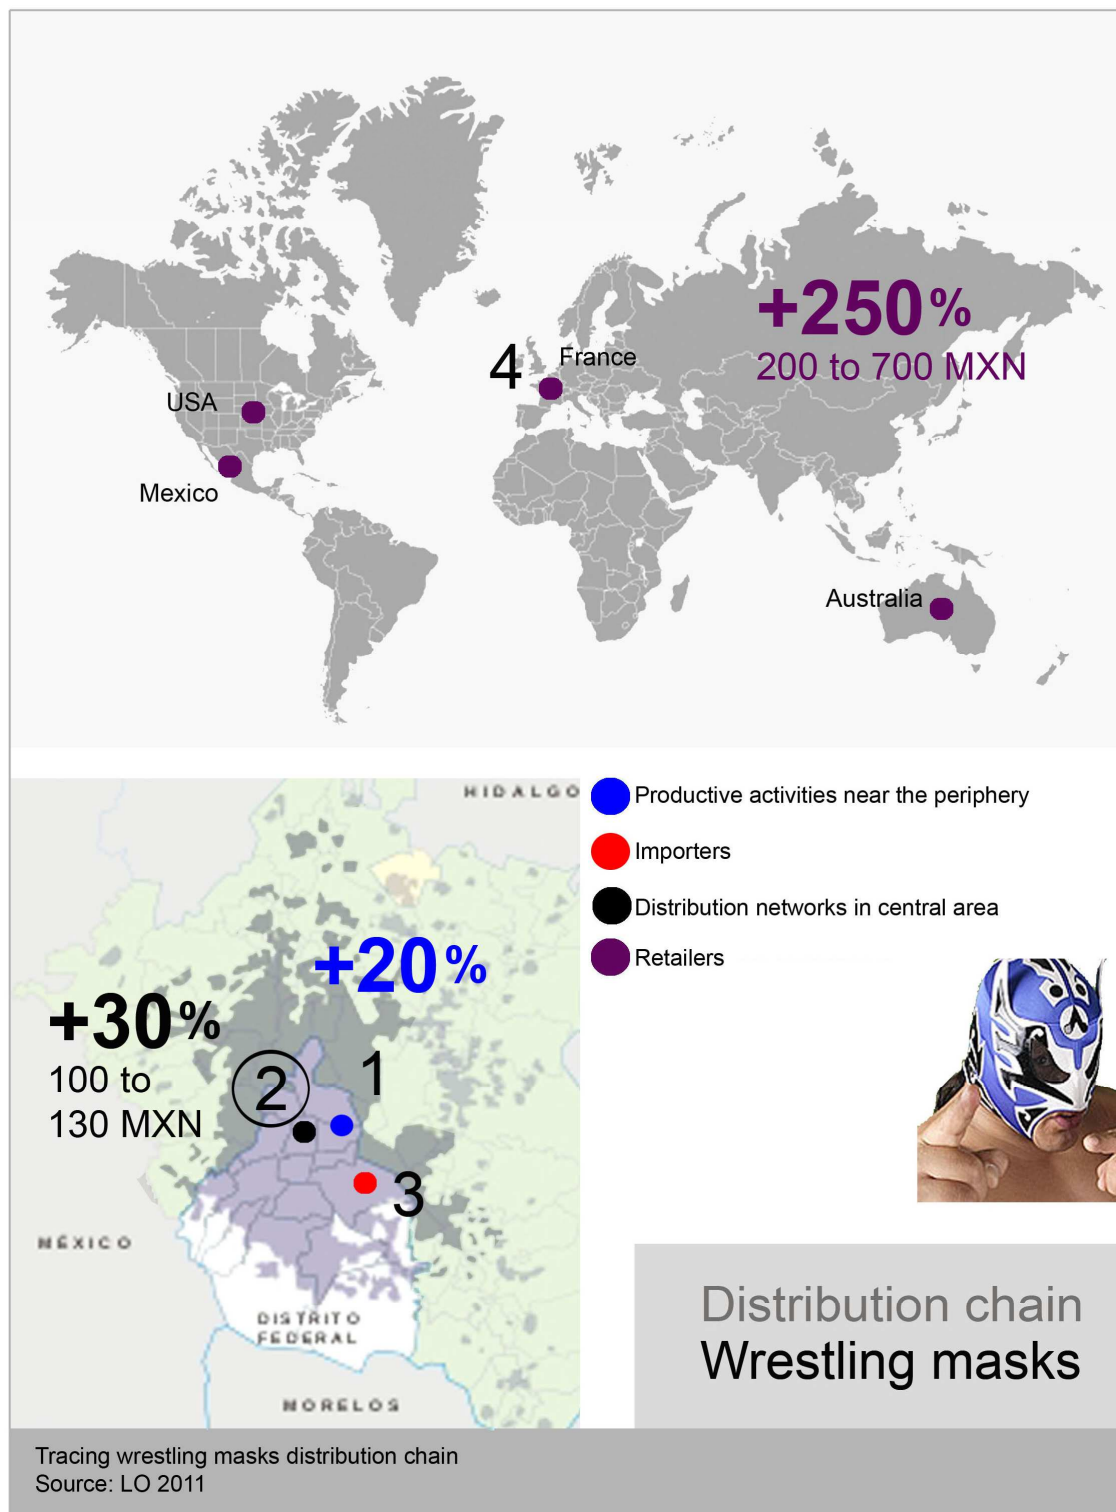 +250%
200 to 700 MXN
4
France
USA
Mexico
Australia
HIDALGO
Productive activities near the periphery
Importers
Distribution networks in central area
Retailers
+20%
+30%
100 to
130 MXN
2
1
3
MÉXICO
DISTRITO
FEDERAL
MORELOS
Distribution chain
Wrestling masks
Tracing wrestling masks distribution chain
Source: LO 2011